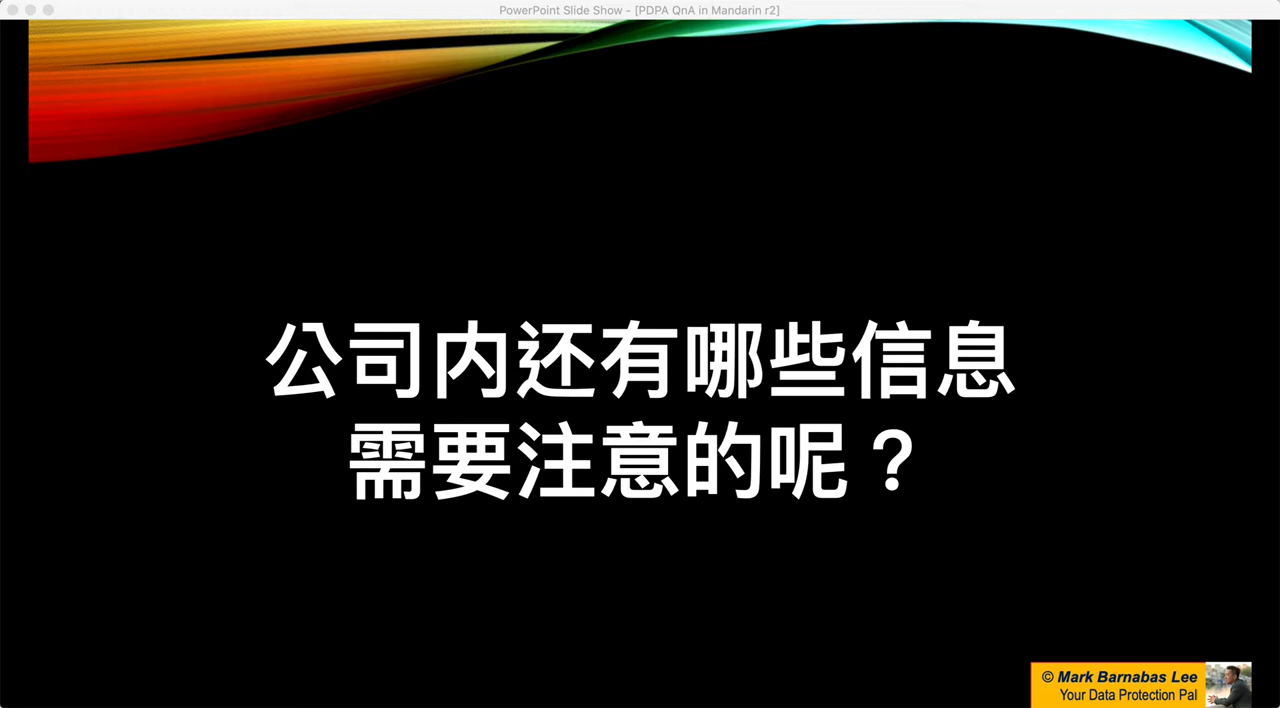 PowerPoint Slide Show - [PDPA QnA in Mandarin r2]
公司内还有哪些信息
需要注意的呢？
© Mark Barnabas Lee
Your Data Protection Pal